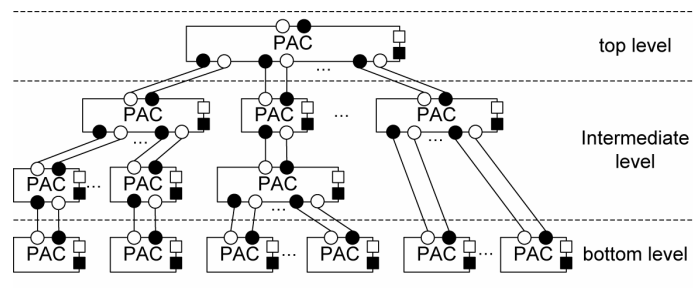 PAC
top level
...
PAC PAC ... PAC
... ...
Intermediate
level
PAC ... PAC PAC
...
PAC PAC PAC ... PAC PAC ... PAC
bottom level